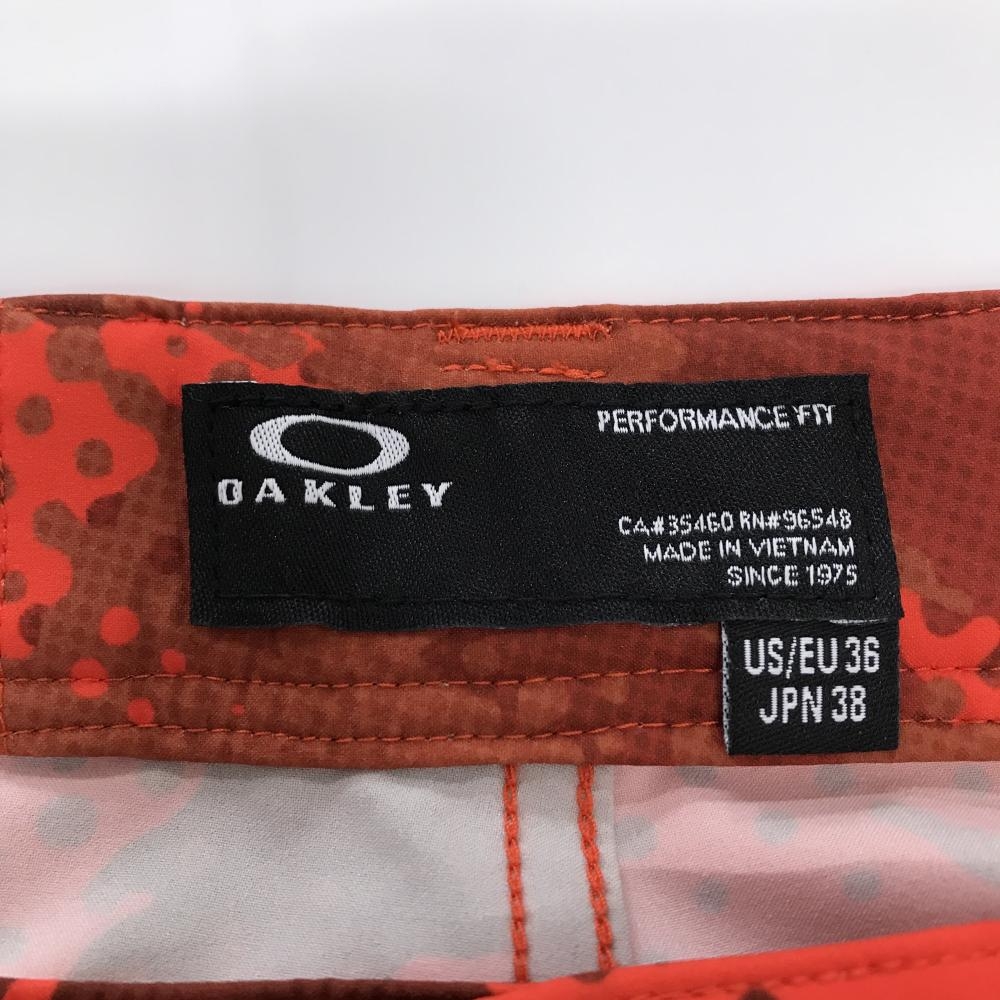 OAKLEY
PERFORMANCE FIT
CA#35460 RN#96548
MADE IN VIETNAM
SINCE 1975
US/EU 36
JPN 38